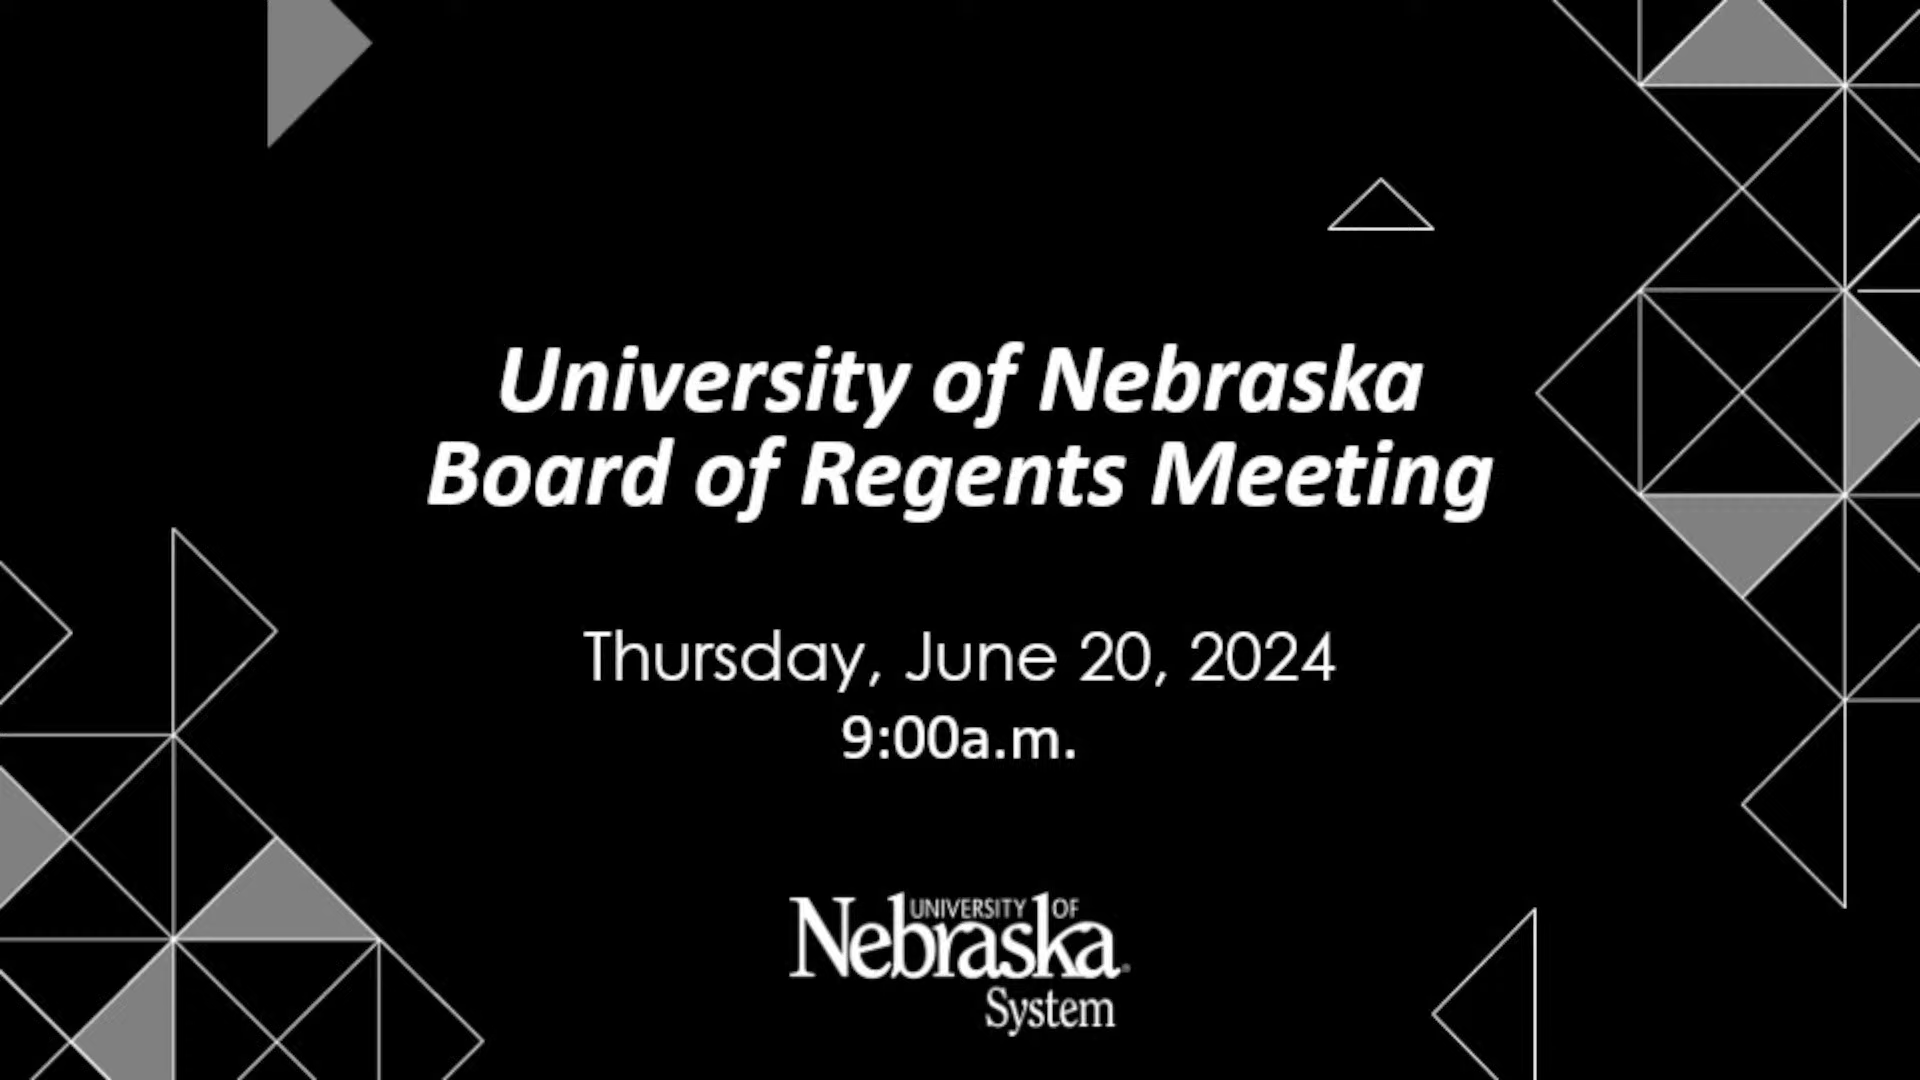 University of Nebraska
Board of Regents Meeting
Thursday, June 20, 2024
9:00a.m.
UNIVERSITY OF
Nebraska
System